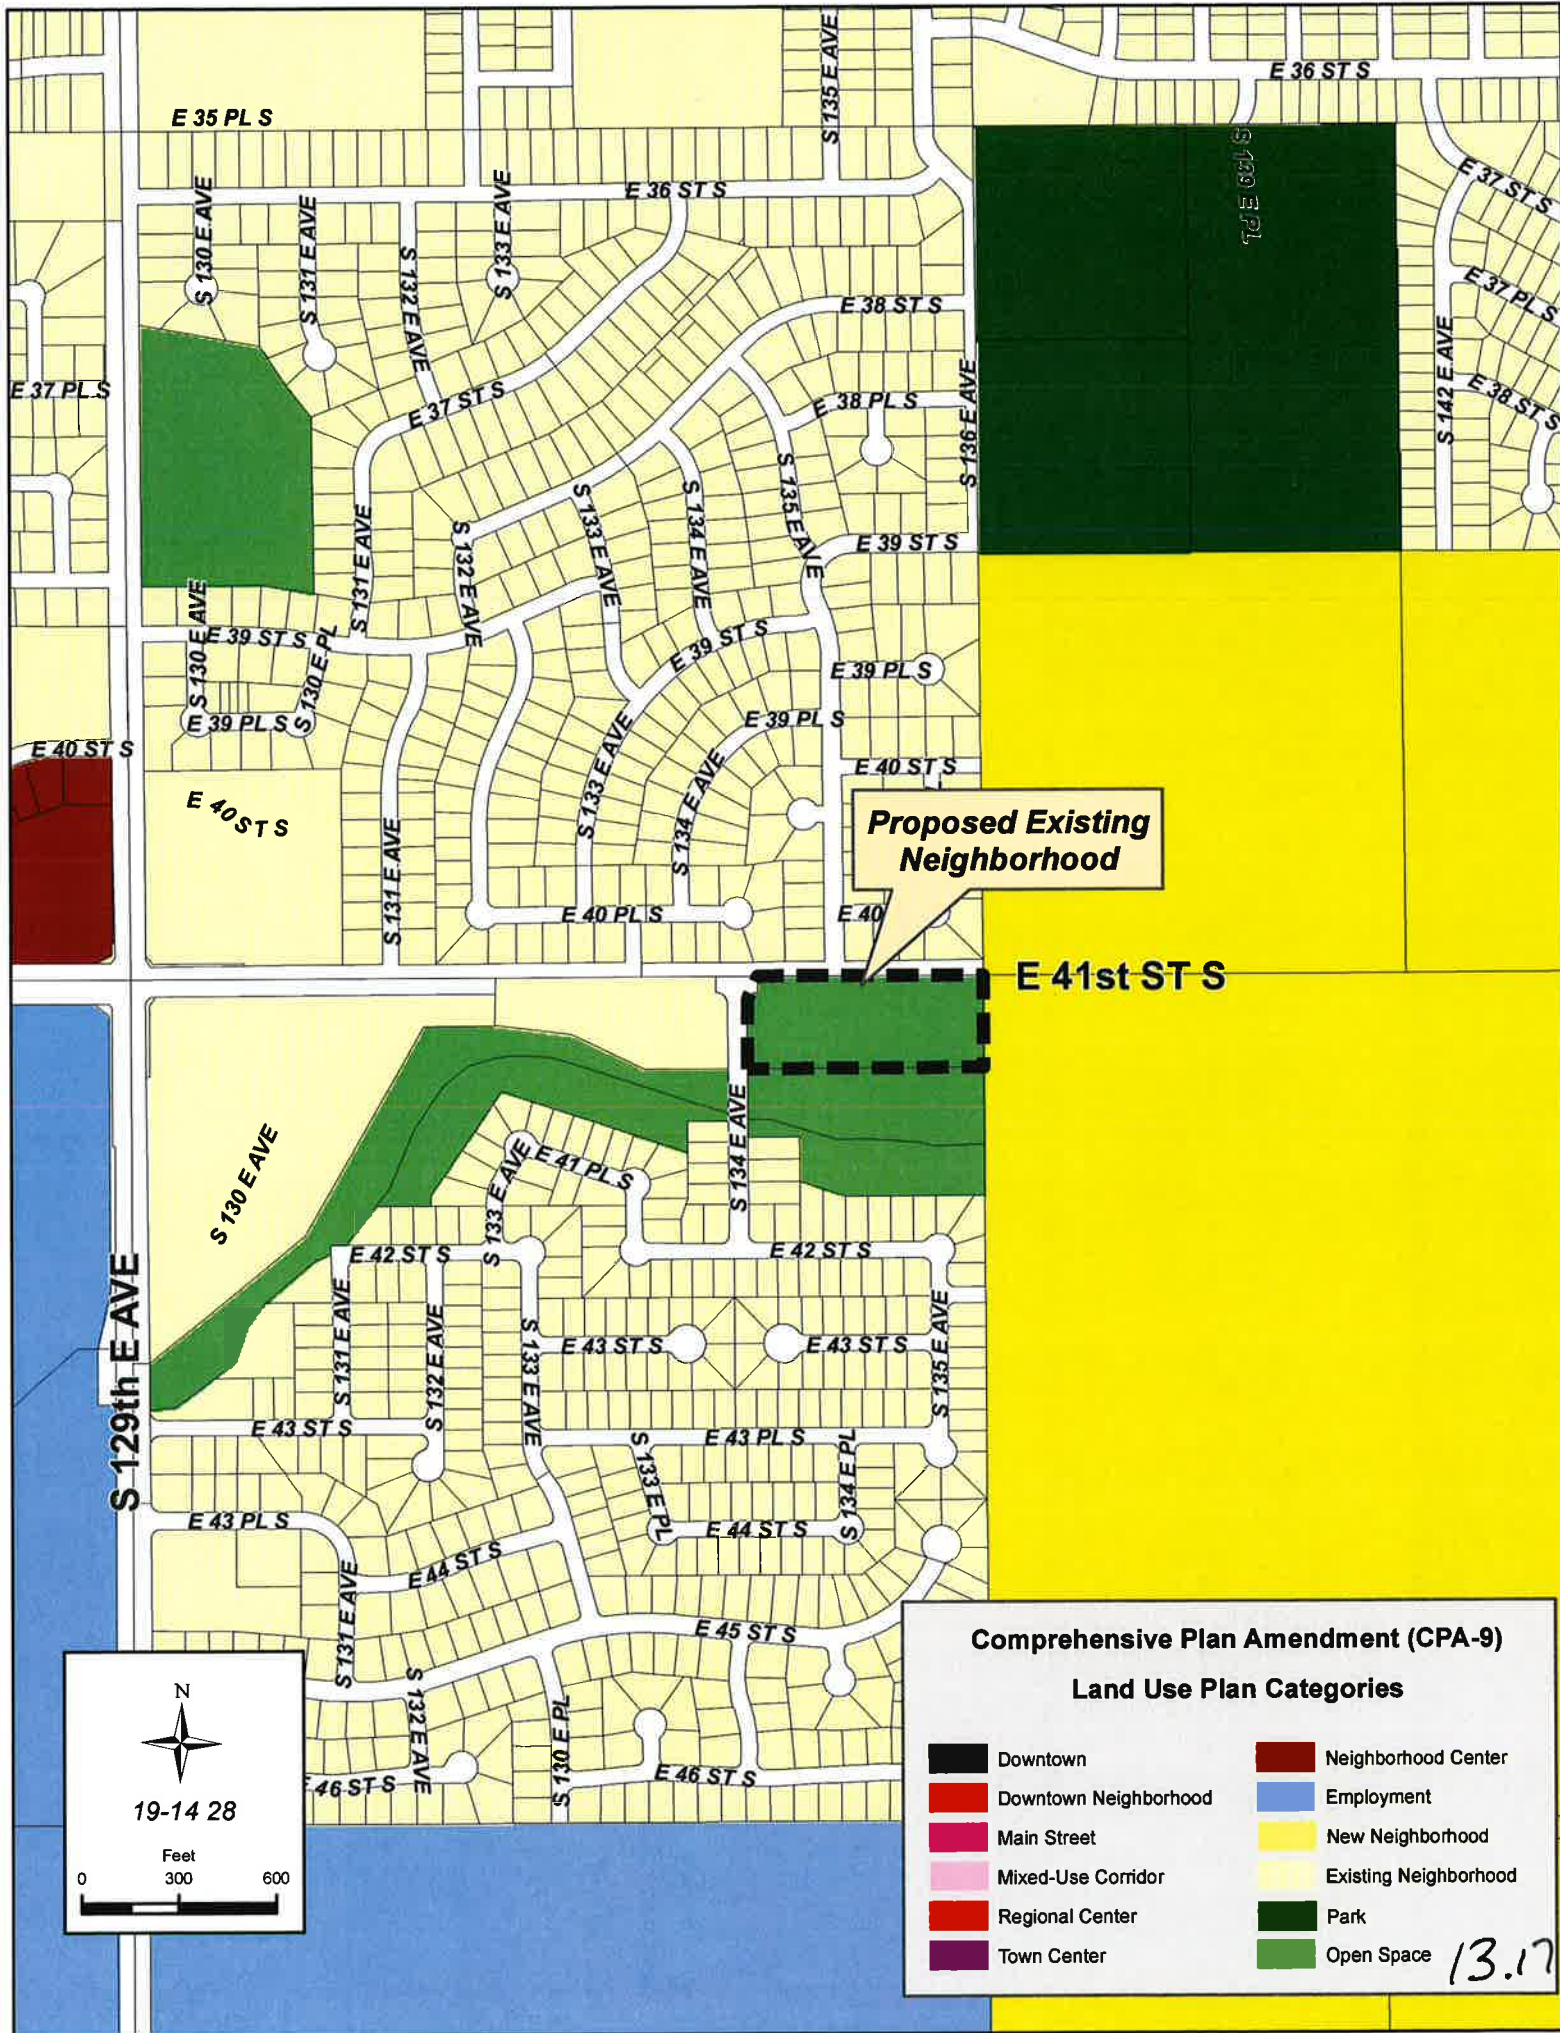 S 135 E AVE
E 36 ST S
E 35 PL S
S 139 E PL
E 37 ST S
S 130 E AVE
S 131 E AVE
S 132 E AVE
S 133 E AVE
E 36 ST S
E 37 PL S
E 38 ST S
E 37 PL S
E 37 ST S
E 38 PL S
S 136 E AVE
S 142 E AVE
E 38 ST S
S 131 E AVE
S 132 E AVE
S 133 E AVE
S 134 E AVE
S 135 E AVE
E 39 ST S
S 130 E AVE
E 39 ST S
S 130 E PL
E 39 ST S
E 39 PL S
E 39 PL S
E 39 PL S
E 40 ST S
E 40 ST S
E 40 ST S
S 131 E AVE
S 133 E AVE
S 134 E AVE
Proposed Existing
Neighborhood
E 40 PL S
E 40
E 41st ST S
S 134 E AVE
S 130 E AVE
S 133 E AVE
E 41 PL S
E 42 ST S
E 42 ST S
S 129th E AVE
S 131 E AVE
S 132 E AVE
S 133 E AVE
E 43 ST S
E 43 ST S
S 135 E AVE
E 43 ST S
E 43 PL S
S 133 E PL
S 134 E PL
E 43 PL S
E 44 ST S
E 44 ST S
S 131 E AVE
E 45 ST S
S 132 E AVE
S 130 E PL
E 46 ST S
E 46 ST S
N
19-14 28
Feet
0 300 600
Comprehensive Plan Amendment (CPA-9)
Land Use Plan Categories
Downtown
Downtown Neighborhood
Main Street
Mixed-Use Corridor
Regional Center
Town Center
Neighborhood Center
Employment
New Neighborhood
Existing Neighborhood
Park
Open Space
13.17